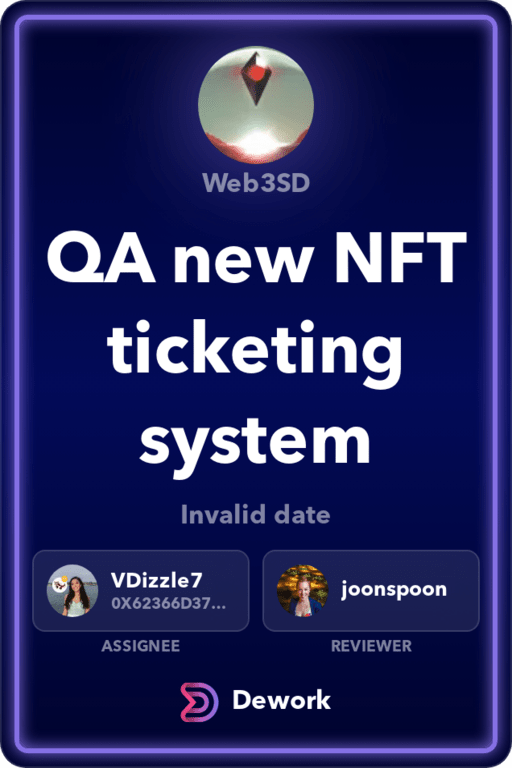 Web3SD
QA new NFT
ticketing
system
Invalid date
VDizzle7
0X62366D37...
ASSIGNEE
joonspoon
REVIEWER
Dework